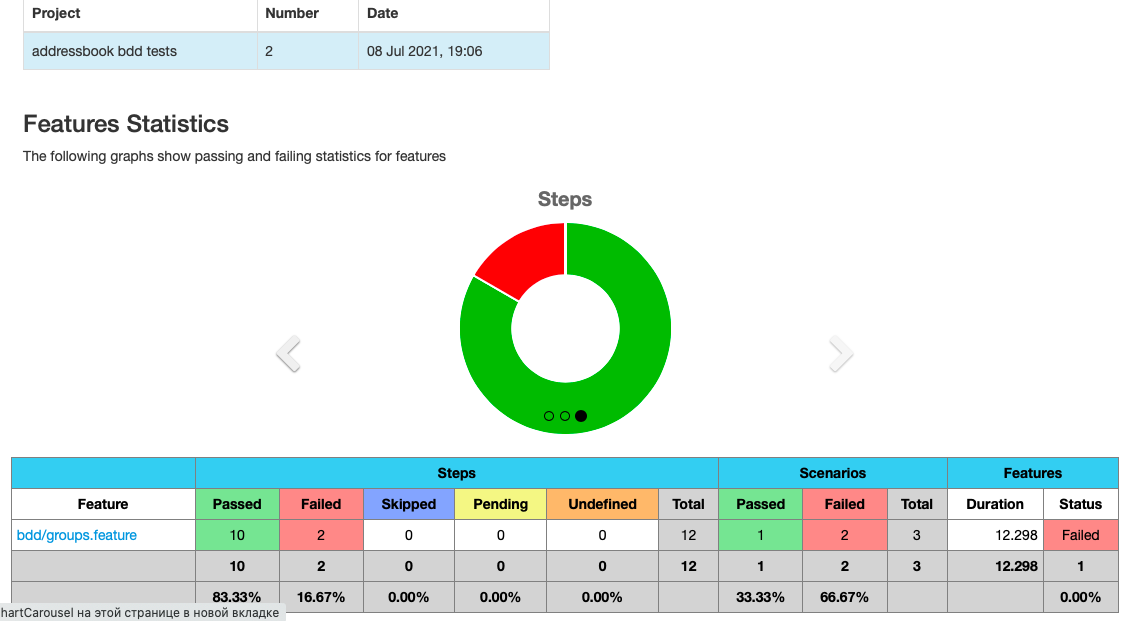 Project Number Date
addressbook bdd tests 2 08 Jul 2021, 19:06
Features Statistics
The following graphs show passing and failing statistics for features
Steps
Steps Scenarios Features
Feature Passed Failed Skipped Pending Undefined Total Passed Failed Total Duration Status
bdd/groups.feature 10 2 0 0 0 12 1 2 3 12.298 Failed
10 2 0 0 0 12 1 2 3 12.298 1
83.33% 16.67% 0.00% 0.00% 0.00% 33.33% 66.67% 0.00%
hartCarousel на этой странице в новой вкладке